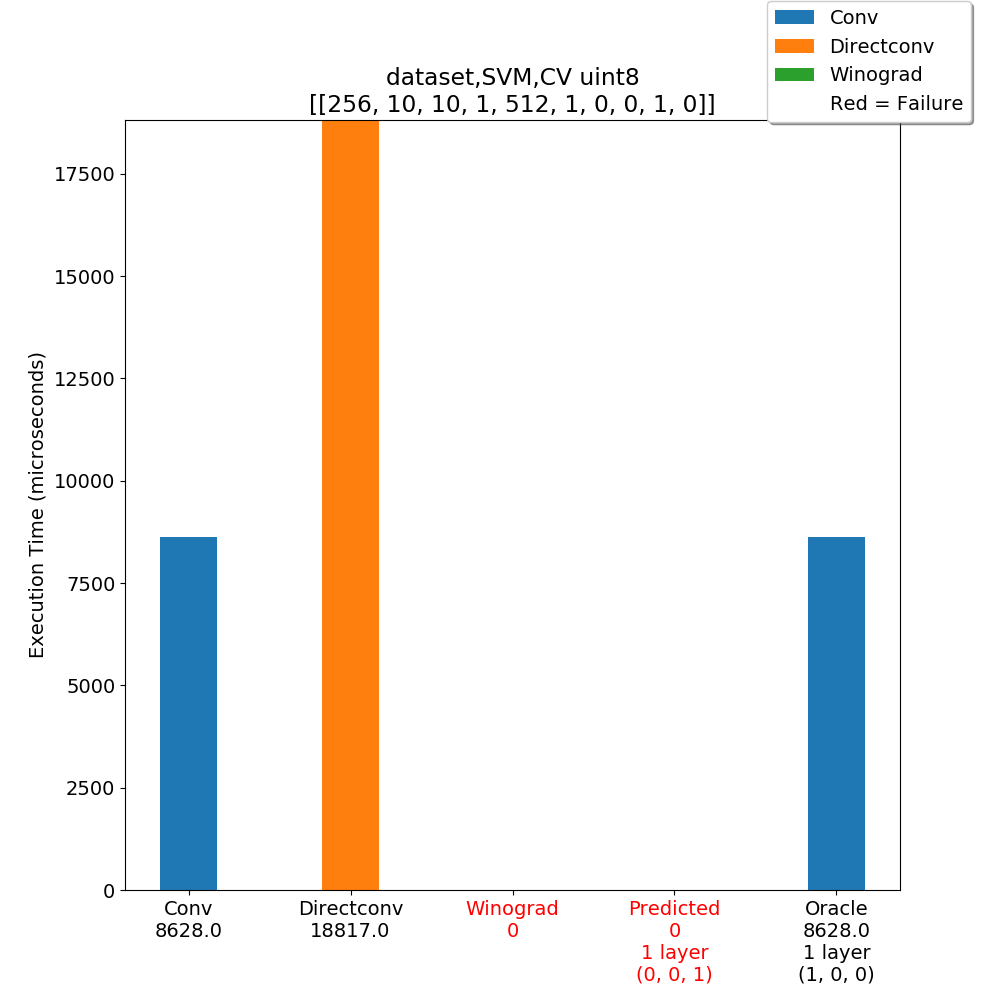 Conv
Directconv
Winograd
Red = Failure
dataset,SVM,CV uint8
[[256, 10, 10, 1, 512, 1, 0, 0, 1, 0]]
Execution Time (microseconds)
17500
15000
12500
10000
7500
5000
2500
0
Conv
8628.0
Directconv
18817.0
Winograd
0
Predicted
0
1 layer
(0, 0, 1)
Oracle
8628.0
1 layer
(1, 0, 0)